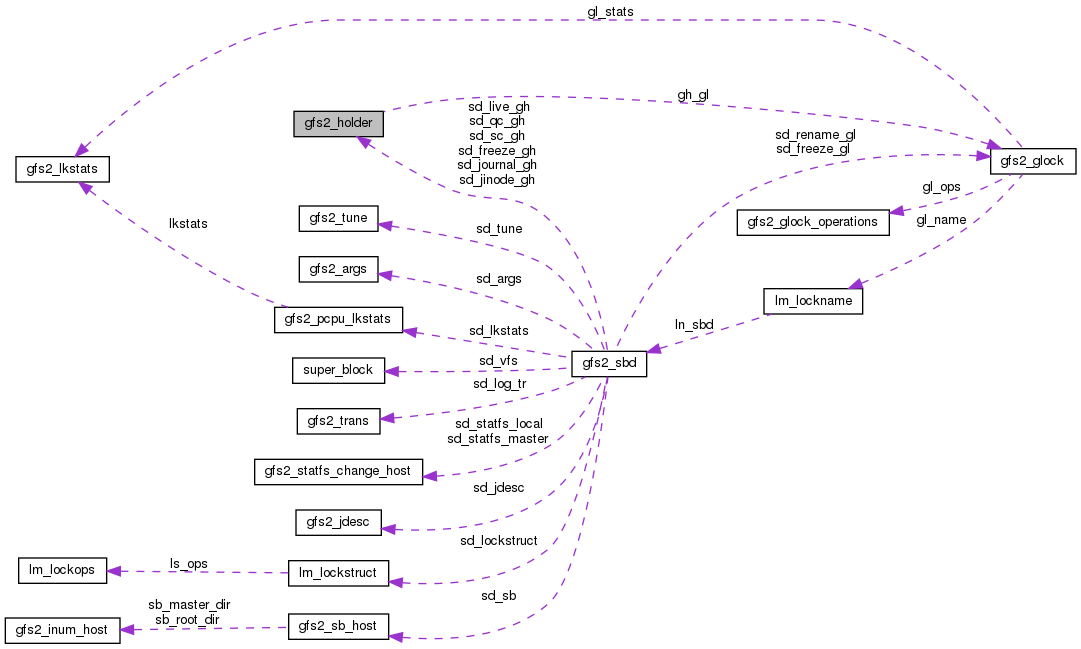 gl_stats
gh_gl
gfs2_holder
sd_live_gh
sd_qc_gh
sd_sc_gh
sd_freeze_gh
sd_journal_gh
sd_jinode_gh
sd_rename_gl
sd_freeze_gl
gfs2_lkstats
gfs2_glock
gl_ops
lkstats
gfs2_tune
sd_tune
gfs2_glock_operations
gl_name
gfs2_args
sd_args
lm_lockname
gfs2_pcpu_lkstats
sd_lkstats
ln_sbd
super_block
sd_vfs
gfs2_sbd
sd_log_tr
gfs2_trans
sd_statfs_local
sd_statfs_master
gfs2_statfs_change_host
sd_jdesc
gfs2_jdesc
sd_lockstruct
lm_lockops
ls_ops
lm_lockstruct
sd_sb
sb_master_dir
sb_root_dir
gfs2_inum_host
gfs2_sb_host